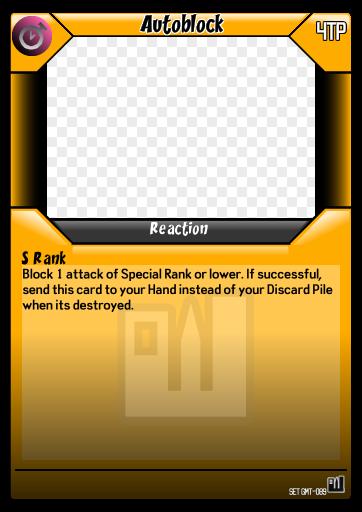 Autoblock
4TP
Reaction
S Rank
Block 1 attack of Special Rank or lower. If successful,
send this card to your Hand instead of your Discard Pile
when its destroyed.
SET GMT-089